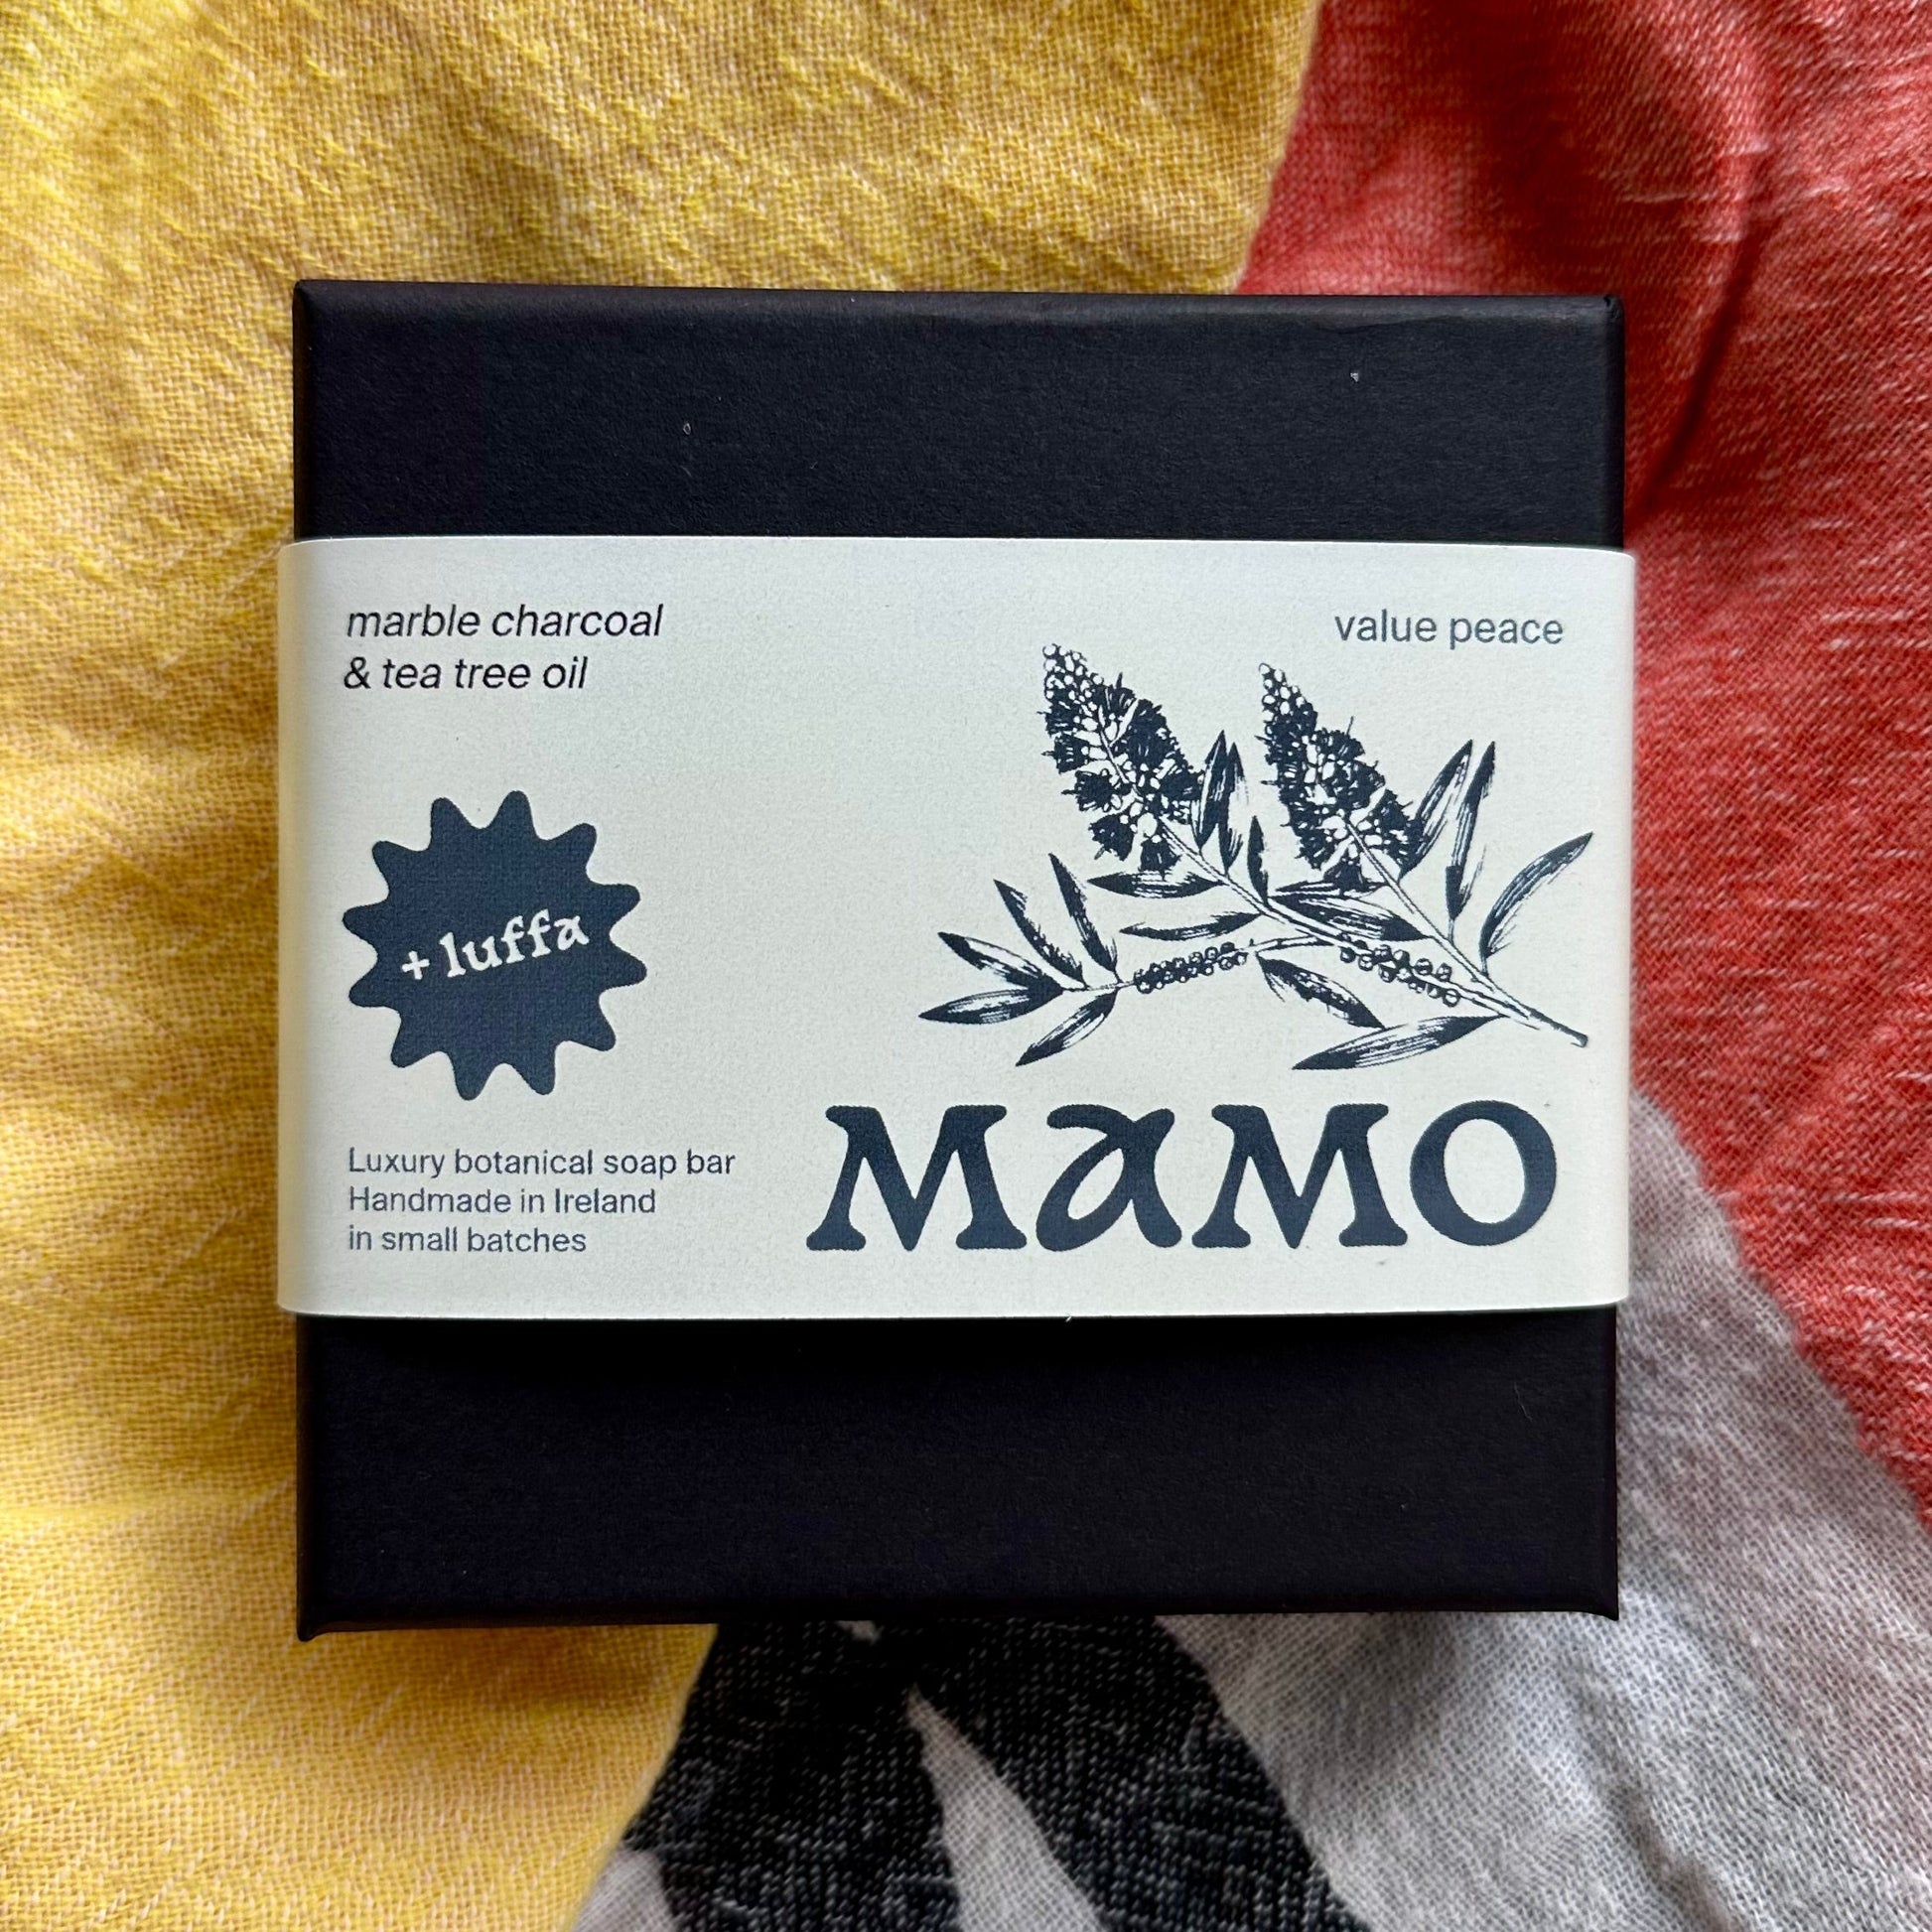 marble charcoal
& tea tree oil
value peace
+ luffa
Luxury botanical soap bar
Handmade in Ireland
in small batches
MaMO